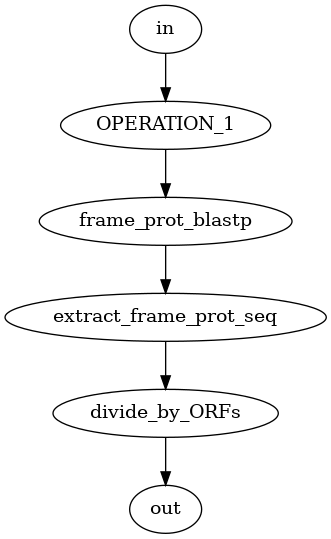 in
OPERATION_1
frame_prot_blastp
extract_frame_prot_seq
divide_by_ORFs
out